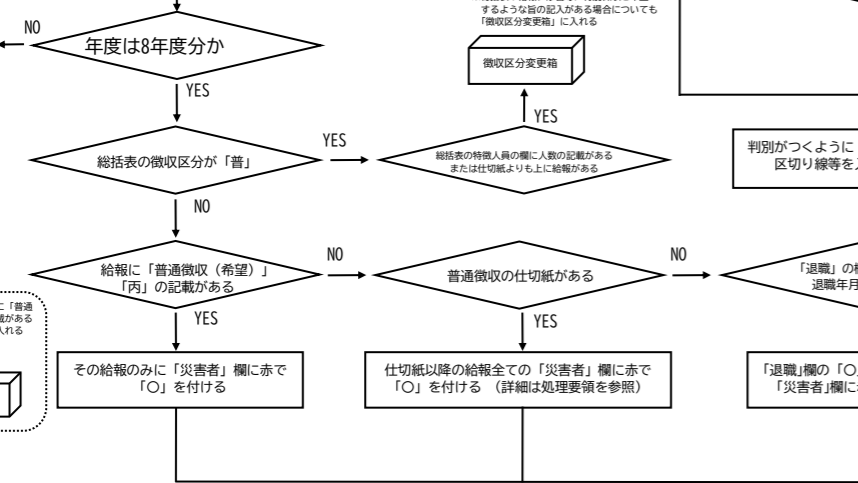 するような旨の記入がある場合についても
「徴収区分変更箱」に入れる
NO
年度は8年度分か
徴収区分変更箱
YES
YES
YES
総括表の徴収区分が「普」
総括表の特徴人員の欄に人数の記載がある
または仕切紙よりも上に給報がある
判別がつくように
区切り線等を
NO
NO
NO
給報に「普通徴収（希望）」
「丙」の記載がある
普通徴収の仕切紙がある
「退職」の
退職年月
に「普通
載がある
入れる
YES
YES
その給報のみに「災害者」欄に赤で
「〇」を付ける
仕切紙以降の給報全ての「災害者」欄に赤で
「〇」を付ける （詳細は処理要領を参照）
「退職」欄の「〇
「災害者」欄に